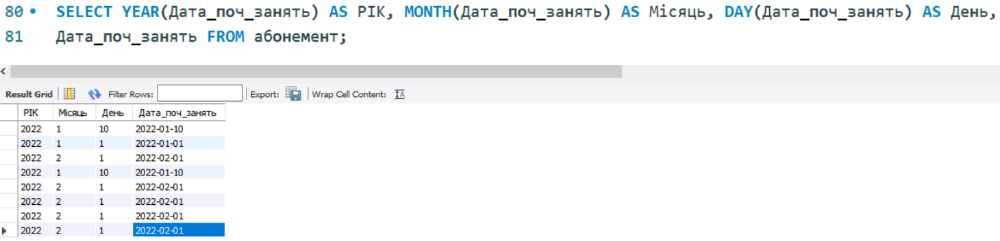 80 SELECT YEAR(Дата_поч_занять) AS РІК, MONTH(Дата_поч_занять) AS Місяць, DAY(Дата_поч_занять) AS День,
81 Дата_поч_занять FROM абонемент;
Result Grid Filter Rows: Export: Wrap Cell Content: IA
РІК Місяць День Дата_поч_занять
2022 1 10 2022-01-10
2022 1 1 2022-01-01
2022 2 1 2022-02-01
2022 1 10 2022-01-10
2022 2 1 2022-02-01
2022 2 1 2022-02-01
2022 2 1 2022-02-01
2022 2 1 2022-02-01